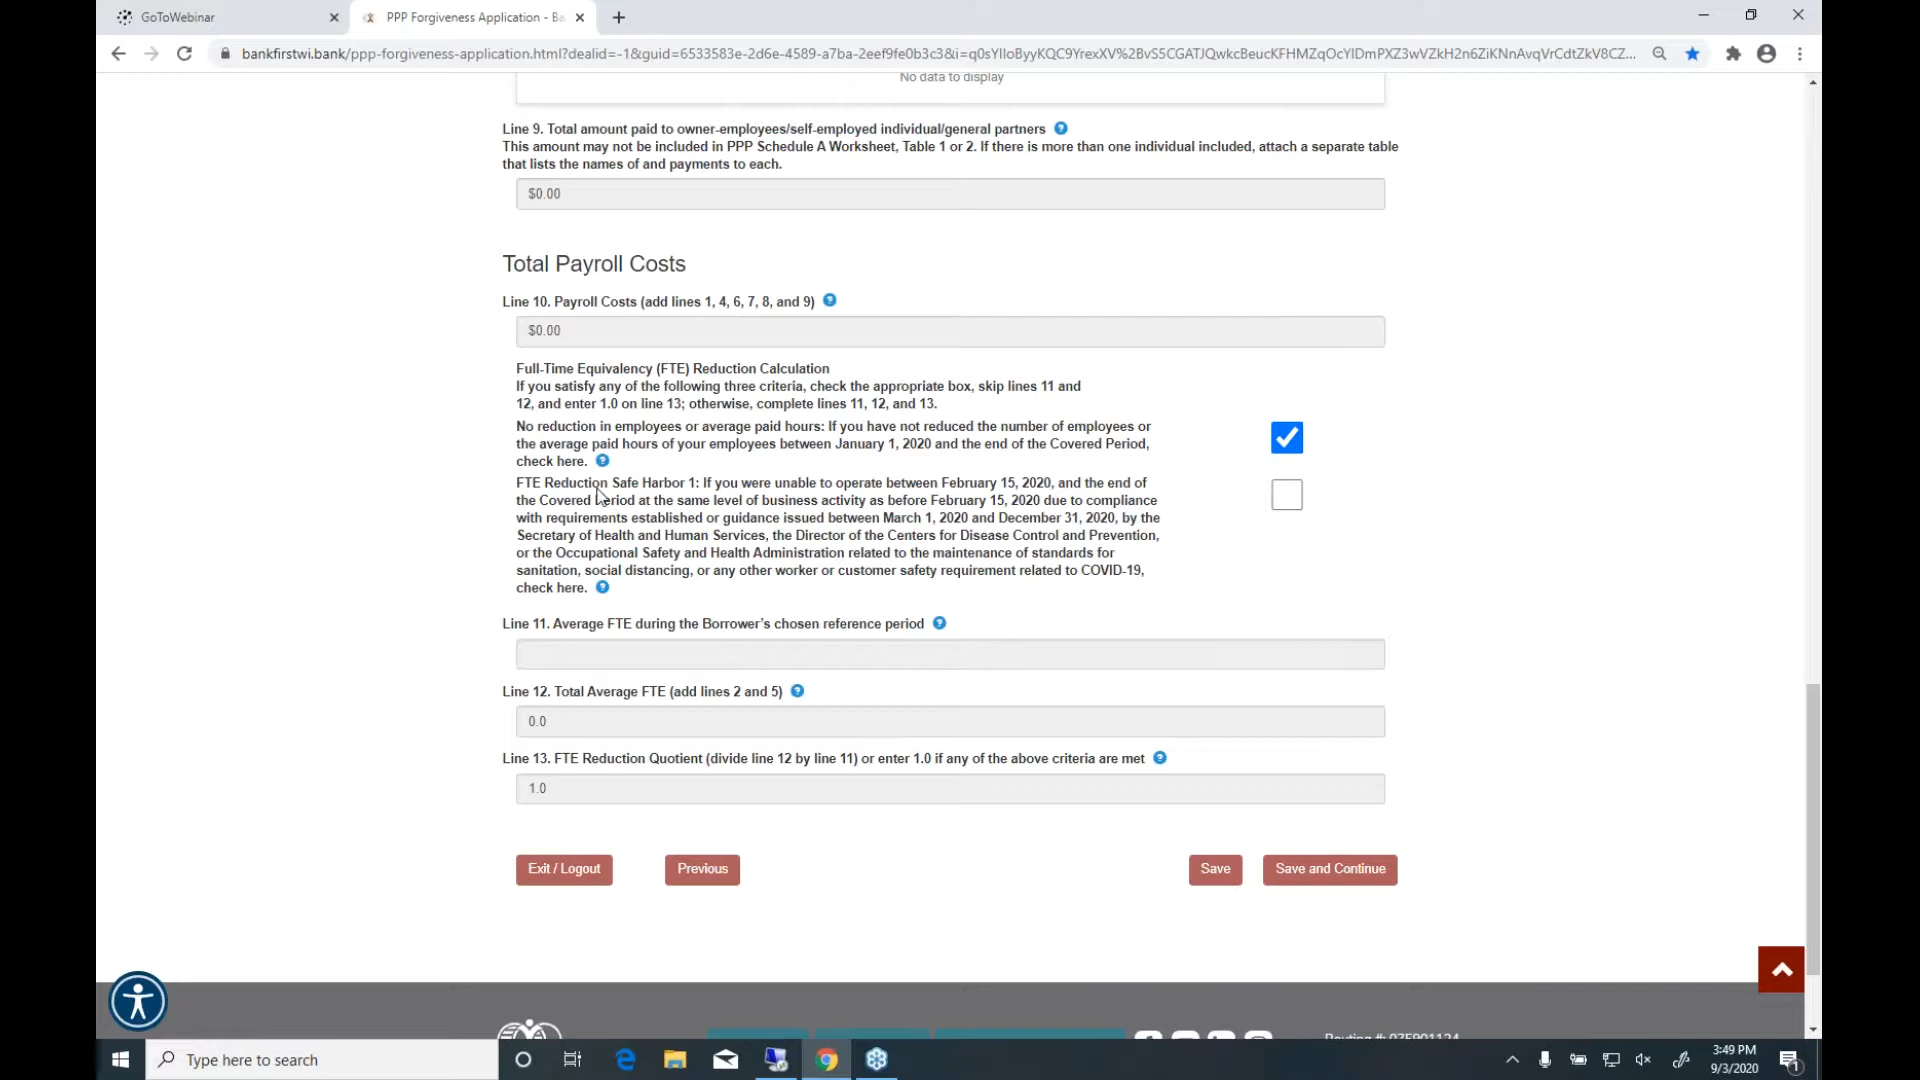 GoToWebinar
PPP Forgiveness Application - Ba
bankfirstwi.bank/ppp-forgiveness-application.html?dealid=-1&guid=6533583e-2d6e-4589-a7ba-2eef9fe0b3c3&i=
No data to display
Line 9. Total amount paid to owner-employees/self-employed individual/general partners
This amount may not be included in PPP Schedule A Worksheet, Table 1 or 2. If there is more than one individual included, attach a separate table
that lists the names of and payments to each.
$0.00
Total Payroll Costs
Line 10. Payroll Costs (add lines 1, 4, 6, 7, 8, and 9)
$0.00
Full-Time Equivalency (FTE) Reduction Calculation
If you satisfy any of the following three criteria, check the appropriate box, skip lines 11 and
12, and enter 1.0 on line 13; otherwise, complete lines 11, 12, and 13.
No reduction in employees or average paid hours: If you have not reduced the number of employees or
the average paid hours of your employees between January 1, 2020 and the end of the Covered Period,
check here.
FTE Reduction Safe Harbor 1: If you were unable to operate between February 15, 2020, and the end of
the Covered Period at the same level of business activity as before February 15, 2020 due to compliance
with requirements established or guidance issued between March 1, 2020 and December 31, 2020, by the
Secretary of Health and Human Services, the Director of the Centers for Disease Control and Prevention,
or the Occupational Safety and Health Administration related to the maintenance of standards for
sanitation, social distancing, or any other worker or customer safety requirement related to COVID-19,
check here.
Line 11. Average FTE during the Borrower's chosen reference period
Line 12. Total Average FTE (add lines 2 and 5)
0.0
Line 13. FTE Reduction Quotient (divide line 12 by line 11) or enter 1.0 if any of the above criteria are met
1.0
Exit / Logout
Previous
Save
Save and Continue
Type here to search
3:49 PM
9/3/2020
1